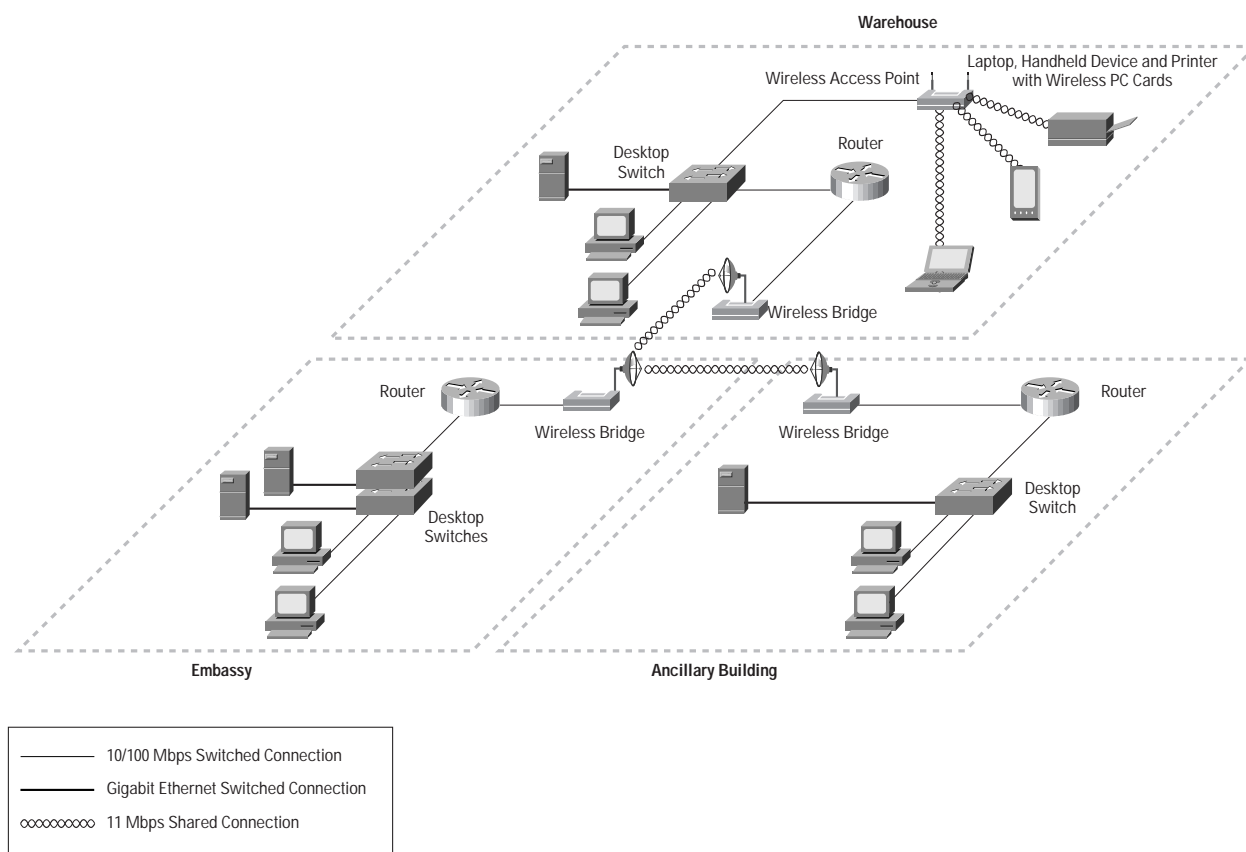 Warehouse
Laptop, Handheld Device and Printer
with Wireless PC Cards
Wireless Access Point
Router
Desktop
Switch
Wireless Bridge
Router
Wireless Bridge
Desktop
Switches
Wireless Bridge
Router
Desktop
Switch
Embassy
Ancillary Building
10/100 Mbps Switched Connection
Gigabit Ethernet Switched Connection
11 Mbps Shared Connection